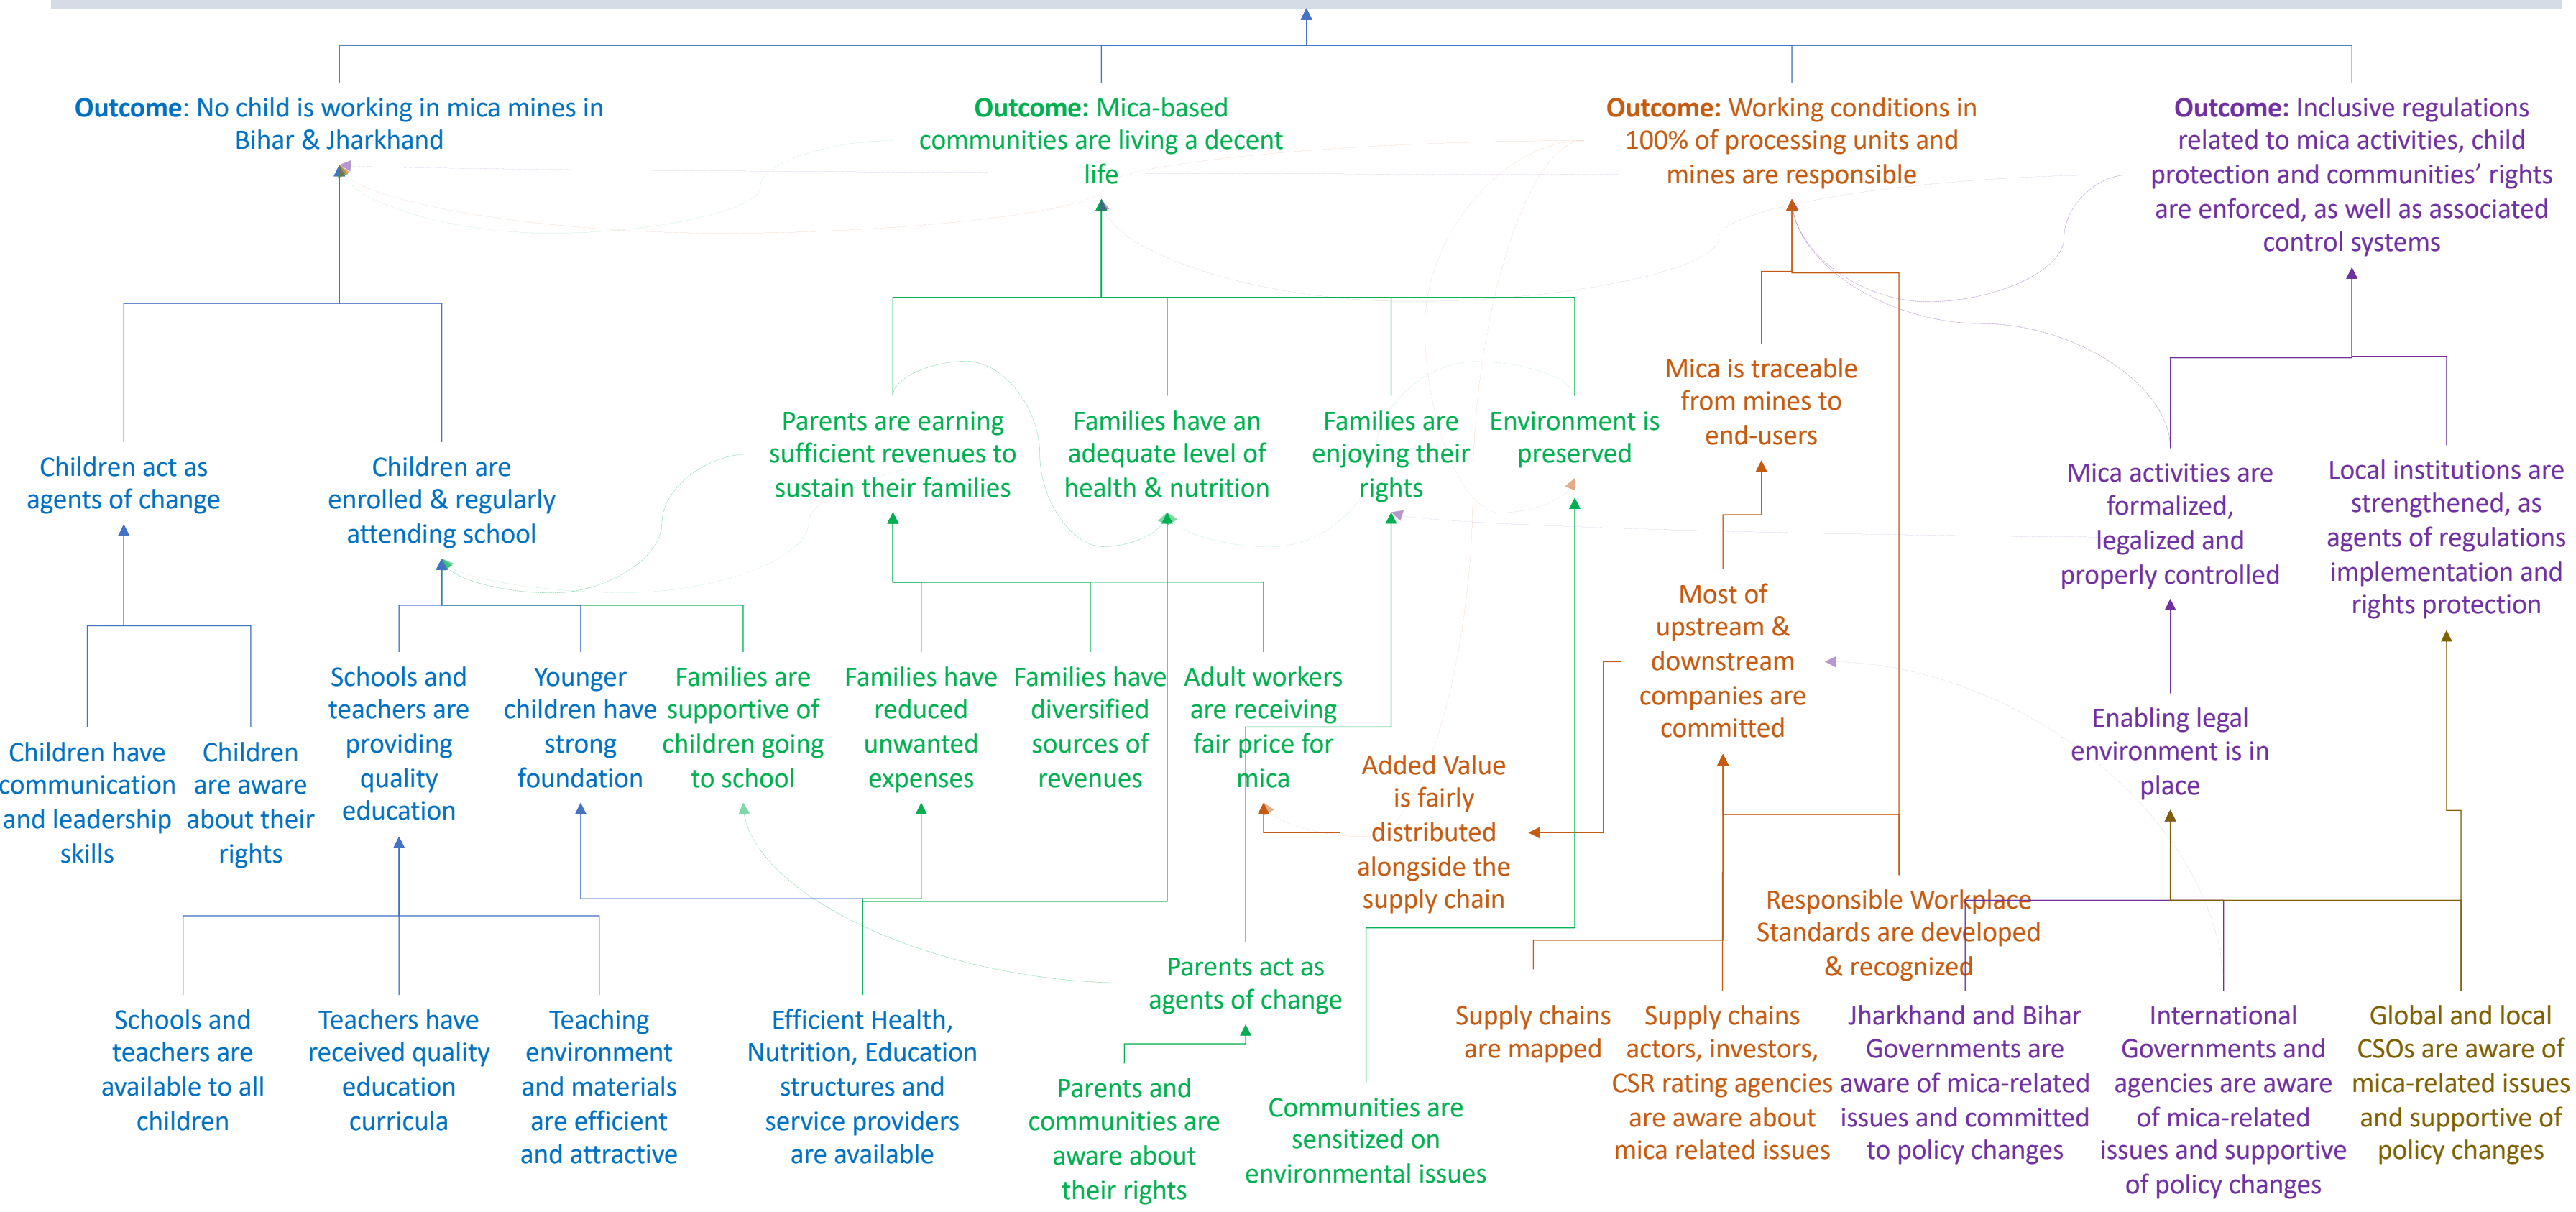 Outcome: No child is working in mica mines in
Bihar & Jharkhand
Outcome: Mica-based
communities are living a decent
life
Outcome: Working conditions in
100% of processing units and
mines are responsible
Outcome: Inclusive regulations
related to mica activities, child
protection and communities’ rights
are enforced, as well as associated
control systems
Children act as
agents of change
Children are
enrolled & regularly
attending school
Parents are earning
sufficient revenues to
sustain their families
Families have an
adequate level of
health & nutrition
Families are
enjoying their
rights
Environment is
preserved
Mica is traceable
from mines to
end-users
Mica activities are
formalized,
legalized and
properly controlled
Local institutions are
strengthened, as
agents of regulations
implementation and
rights protection
Children have
communication
and leadership
skills
Children
are aware
about their
rights
Schools and
teachers are
providing
quality
education
Younger
children have
strong
foundation
Families are
supportive of
children going
to school
Families have
reduced
unwanted
expenses
Families have
diversified
sources of
revenues
Adult workers
are receiving
fair price for
mica
Added Value
is fairly
distributed
alongside the
supply chain
Most of
upstream &
downstream
companies are
committed
Enabling legal
environment is in
place
Responsible Workplace
Standards are developed
& recognized
Schools and
teachers are
available to all
children
Teachers have
received quality
education
curricula
Teaching
environment
and materials
are efficient
and attractive
Efficient Health,
Nutrition, Education
structures and
service providers
are available
Parents act as
agents of change
Parents and
communities are
aware about
their rights
Communities are
sensitized on
environmental issues
Supply chains
are mapped
Supply chains
actors, investors,
CSR rating agencies
are aware about
mica related issues
Jharkhand and Bihar
Governments are
aware of mica-related
issues and committed
to policy changes
International
Governments and
agencies are aware
of mica-related
issues and supportive
of policy changes
Global and local
CSOs are aware of
mica-related issues
and supportive of
policy changes